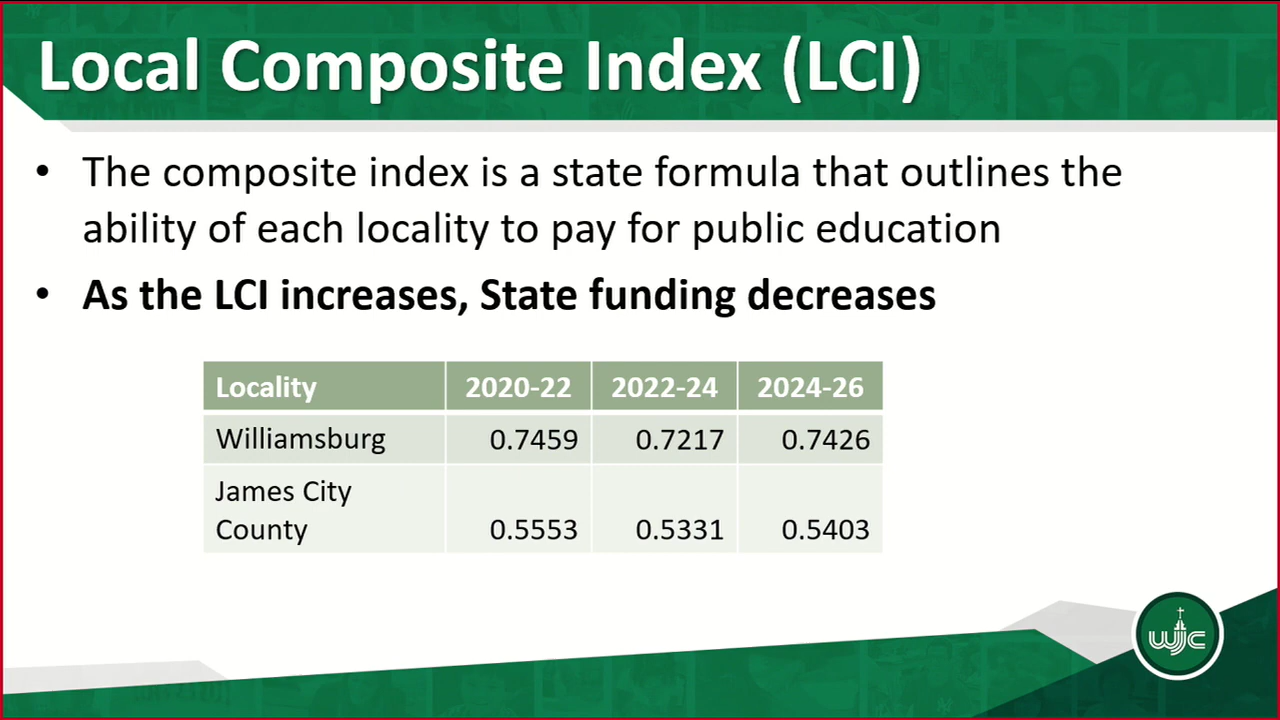 Local Composite Index (LCI)
• The composite index is a state formula that outlines the
ability of each locality to pay for public education
• As the LCI increases, State funding decreases
Locality 2020-22 2022-24 2024-26
Williamsburg 0.7459 0.7217 0.7426
James City
County 0.5553 0.5331 0.5403
WJC